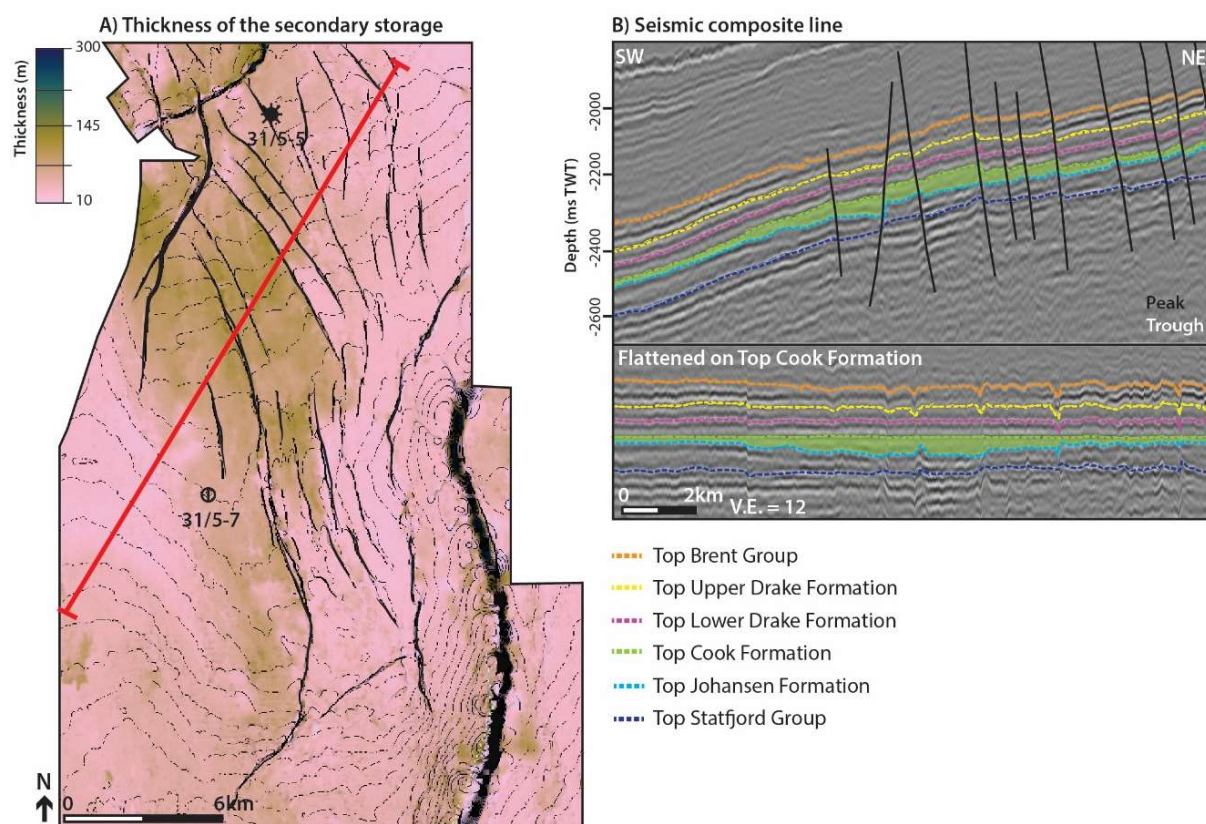 A) Thickness of the secondary storage
Thickness (m)
300
145
10
31/5-5
31/5-7
N
0 6km
B) Seismic composite line
SW NE
Depth (ms TWT)
-2000
-2200
-2400
-2600
Peak
Trough
Flattened on Top Cook Formation
0 2km
V.E. = 12
Top Brent Group
Top Upper Drake Formation
Top Lower Drake Formation
Top Cook Formation
Top Johansen Formation
Top Statfjord Group